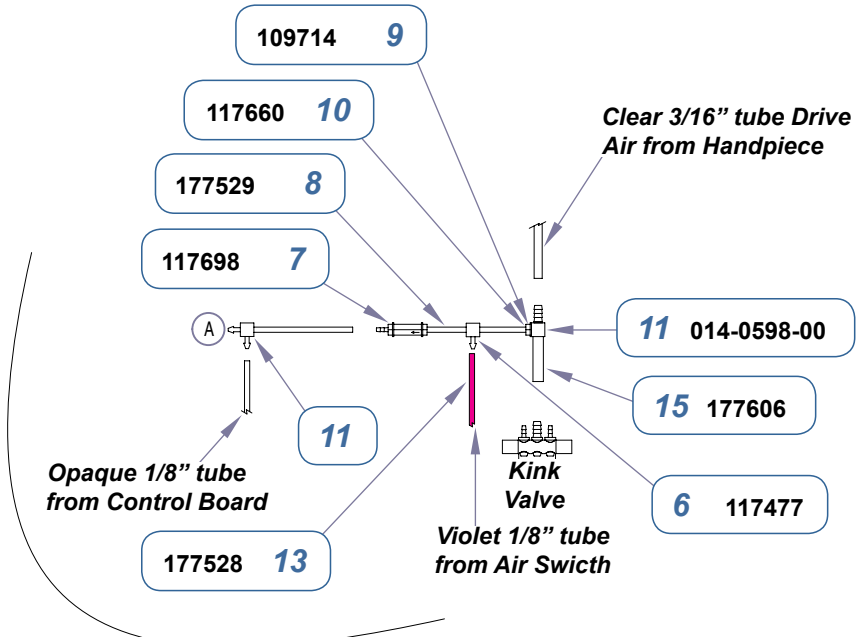 109714 9
117660 10
Clear 3/16” tube Drive
Air from Handpiece
177529 8
117698 7
A
11 014-0598-00
15 177606
11
Opaque 1/8” tube
from Control Board
Kink
Valve
6 117477
Violet 1/8” tube
from Air Swicth
177528 13